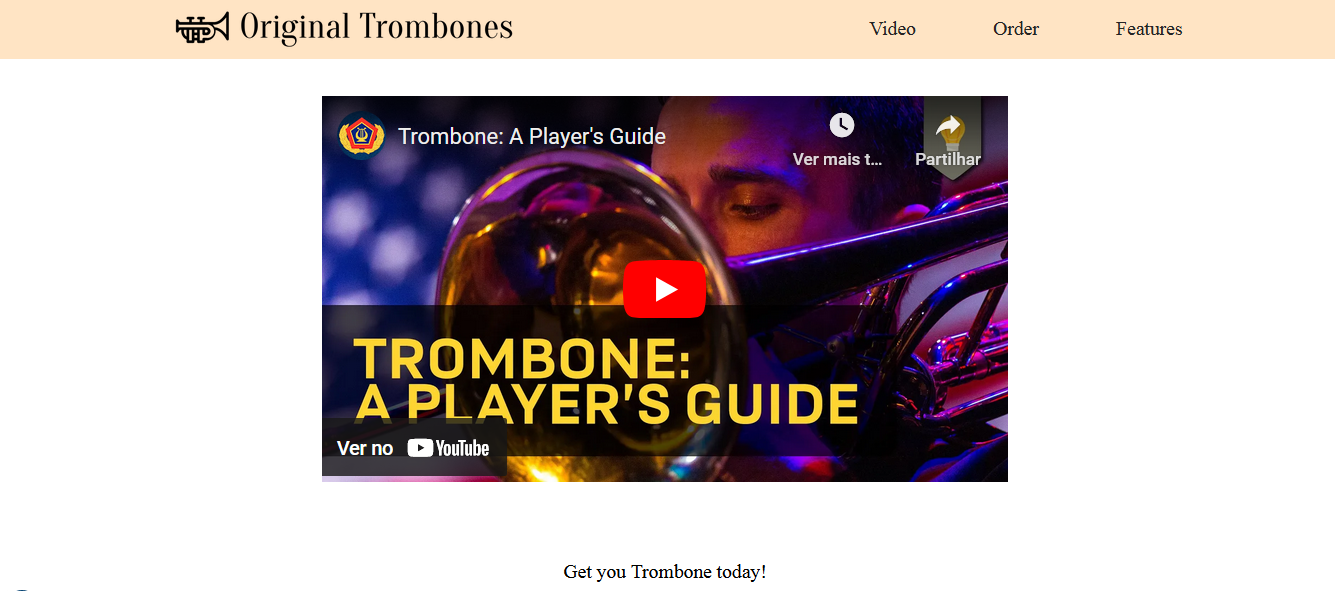 Original Trombones
Video
Order
Features
Trombone: A Player's Guide
Ver mais t...
Partilhar
TROMBONE:
A PLAYER'S GUIDE
Ver no YouTube
Get you Trombone today!